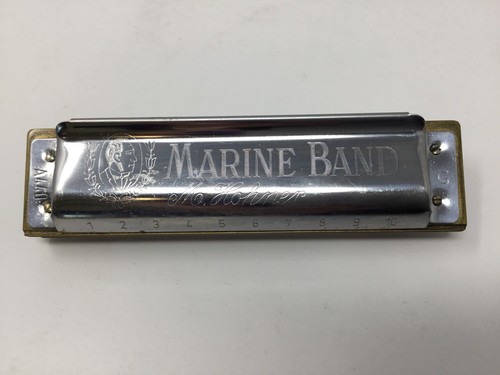 MARINE BAND
M. Hohner
1 2 3 4 5 6 7 8 9 10
C